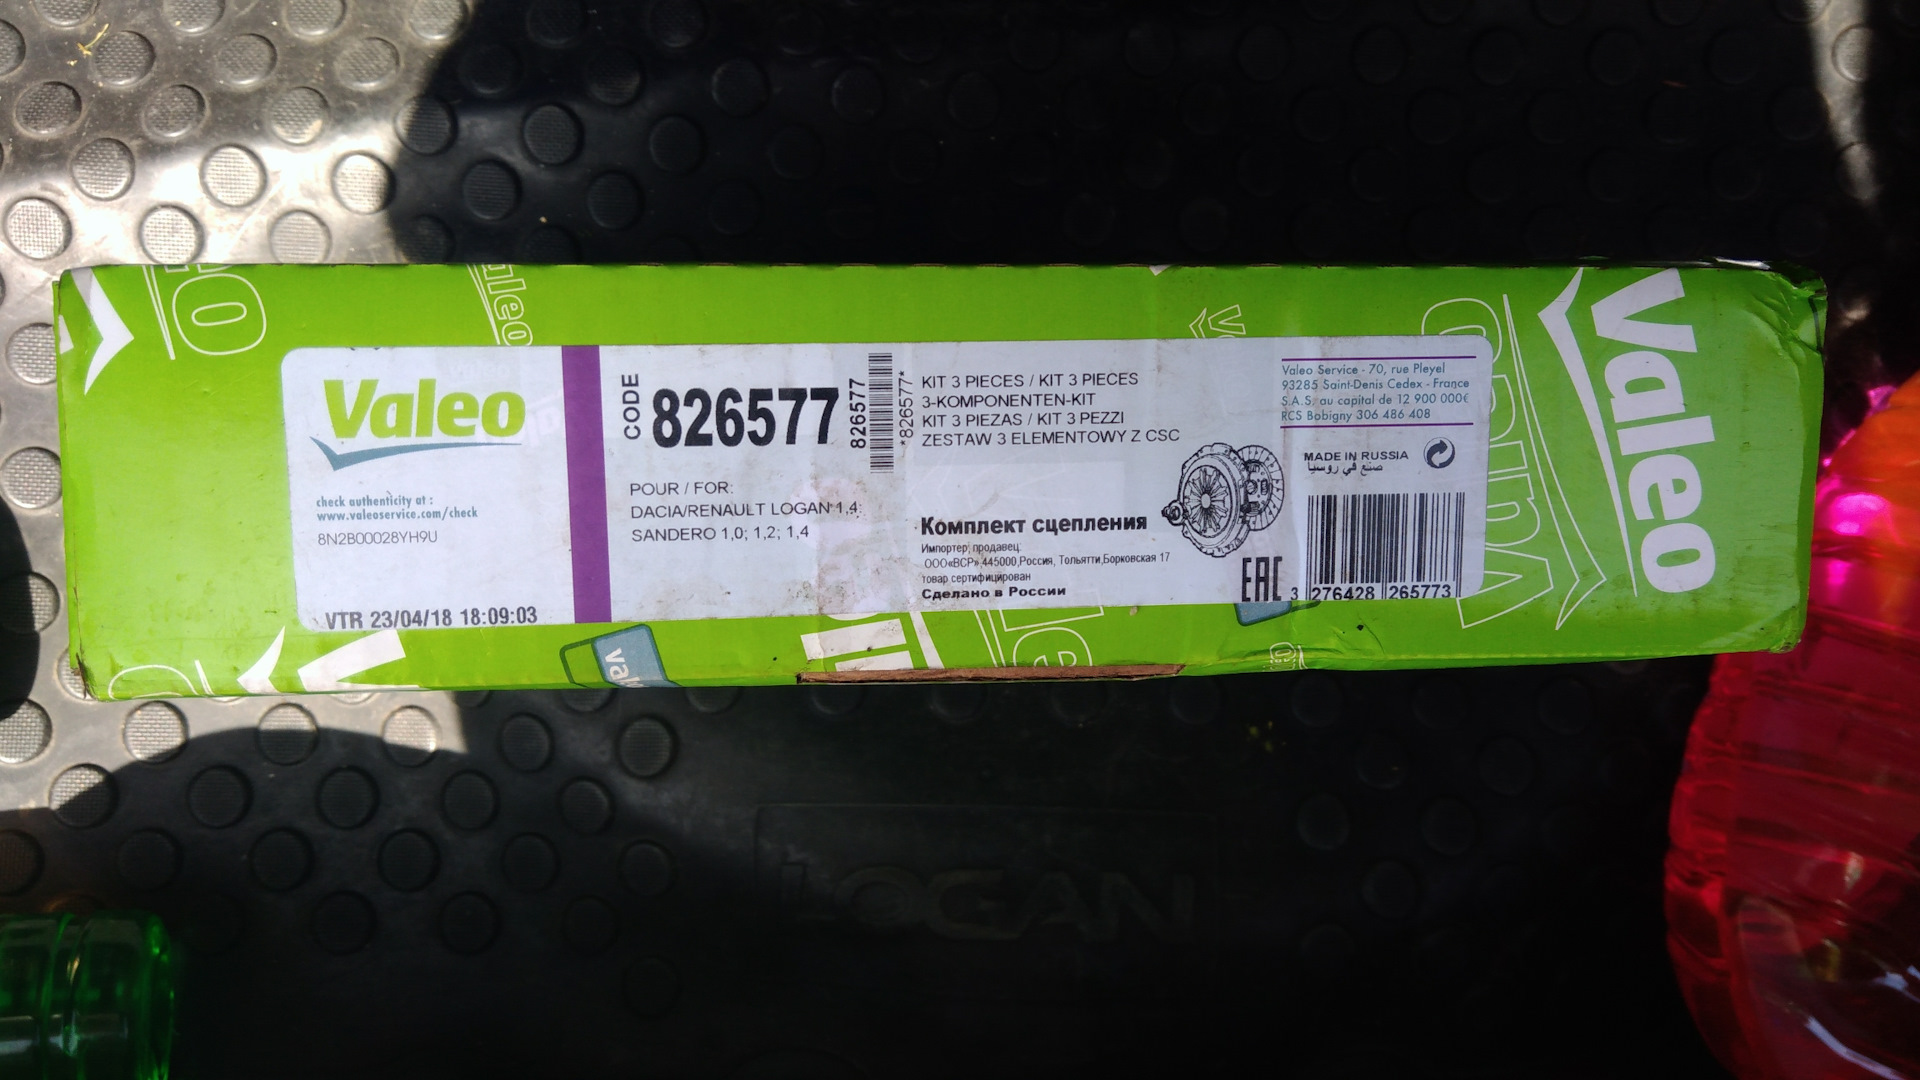 Valeo
check authenticity at :
www.valeoservice.com/check
8N2B00028YH9U
VTR 23/04/18 18:09:03
CODE 826577
826577
*826577*
POUR / FOR:
DACIA/RENAULT LOGAN 1,4;
SANDERO 1,0; 1,2; 1,4
KIT 3 PIECES / KIT 3 PIECES
3-KOMPONENTEN-KIT
KIT 3 PIEZAS / KIT 3 PEZZI
ZESTAW 3 ELEMENTOWY Z CSC
Комплект сцепления
Импортер, продавец:
ООО«ВСР» 445000,Россия, Тольятти,Борковская 17
товар сертифицирован
Сделано в России
Valeo Service - 70, rue Pleyel
93285 Saint-Denis Cedex - France
S.A.S. au capital de 12 900 000€
RCS Bobigny 306 486 408
MADE IN RUSSIA
صنع في روسيا
EAC
3 276428 265773
Valeo
valeo
LOGAN